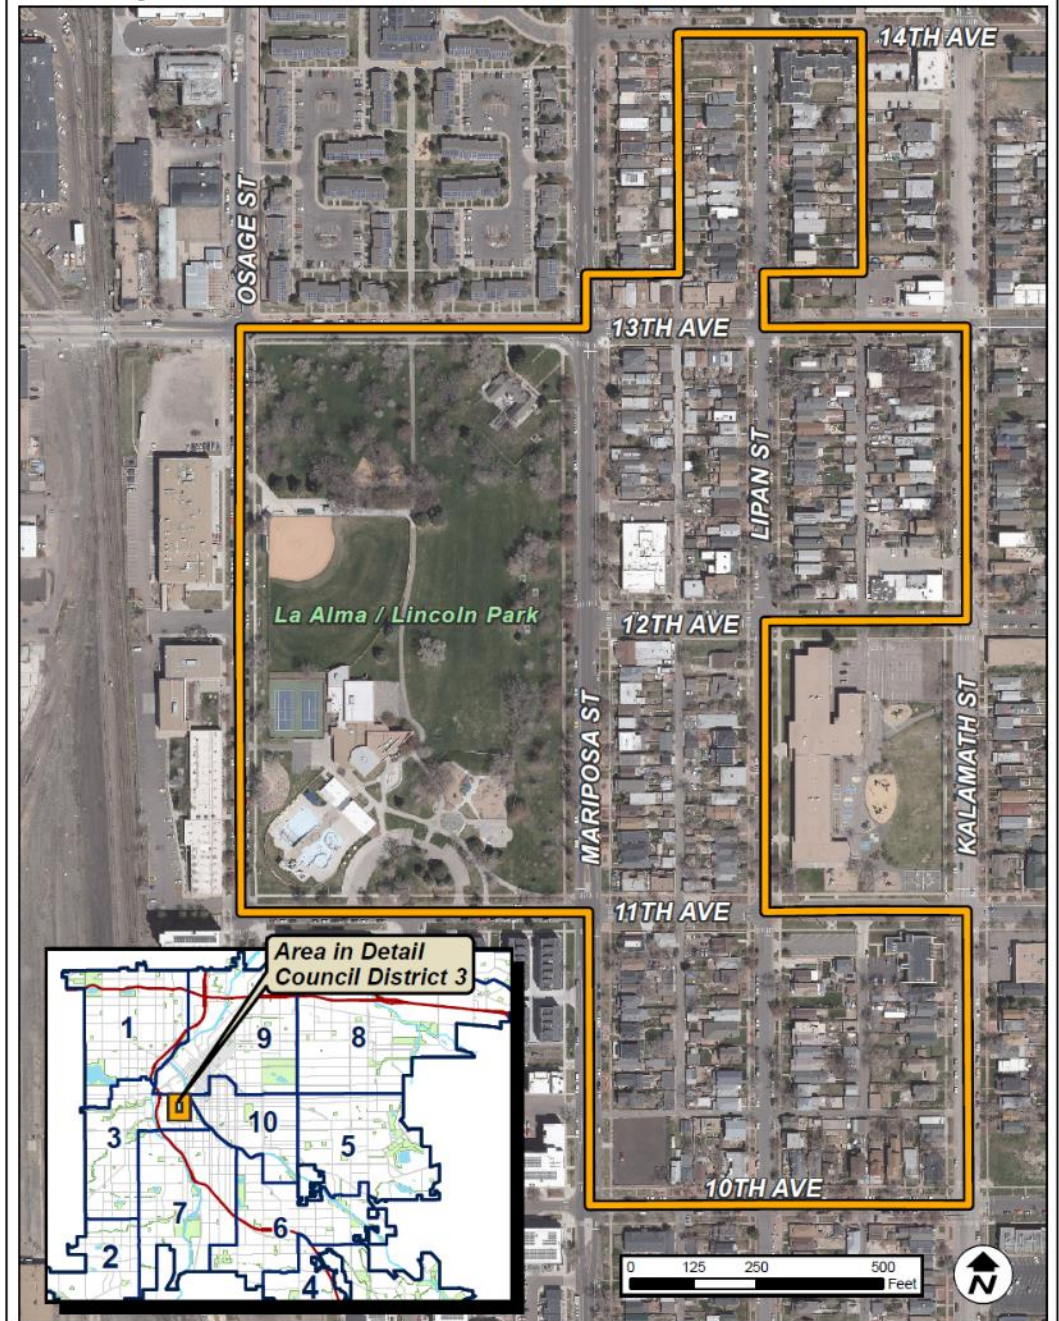 14TH AVE
OSAGE ST
13TH AVE
LIPAN ST
La Alma / Lincoln Park
12TH AVE
MARIPOSA ST
KALAMATH ST
11TH AVE
Area in Detail
Council District 3
1
9
8
3
10
5
7
6
2
4
10TH AVE
0 125 250 500
Feet
N